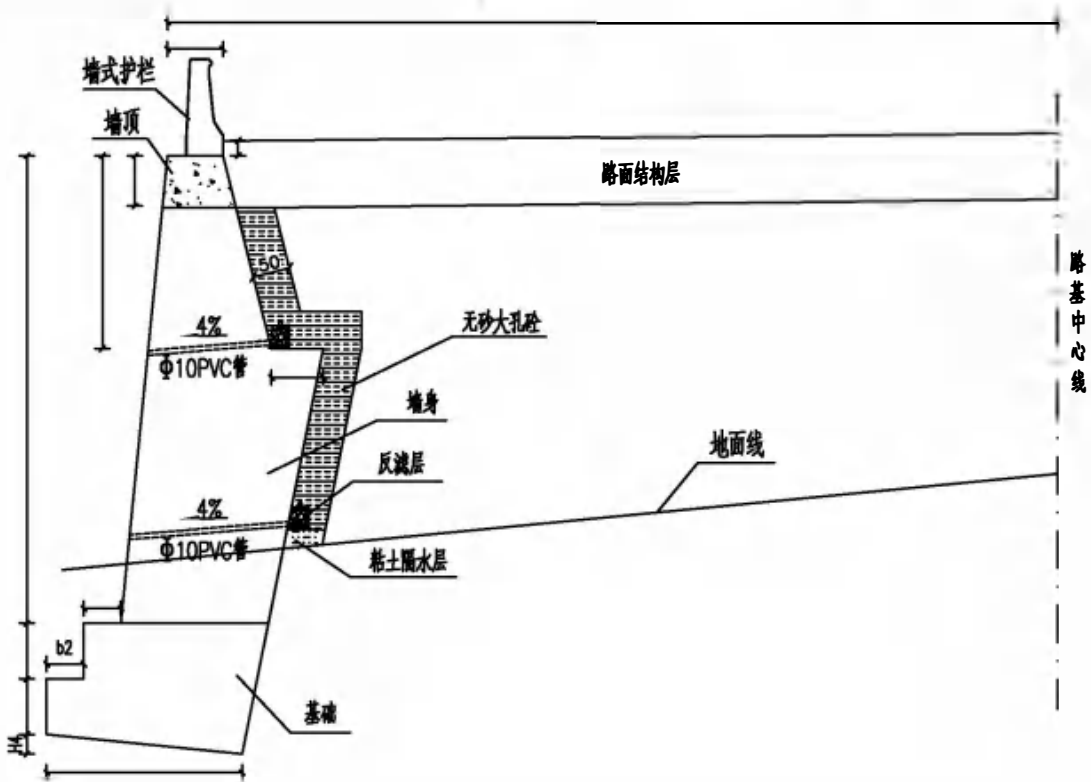 墙式护栏
墙顶
路面结构层
50
路基中心线
无砂大孔砼
4%
Φ10PVC管
墙身
地面线
反滤层
4%
Φ10PVC管
粘土隔水层
b2
基础
H4